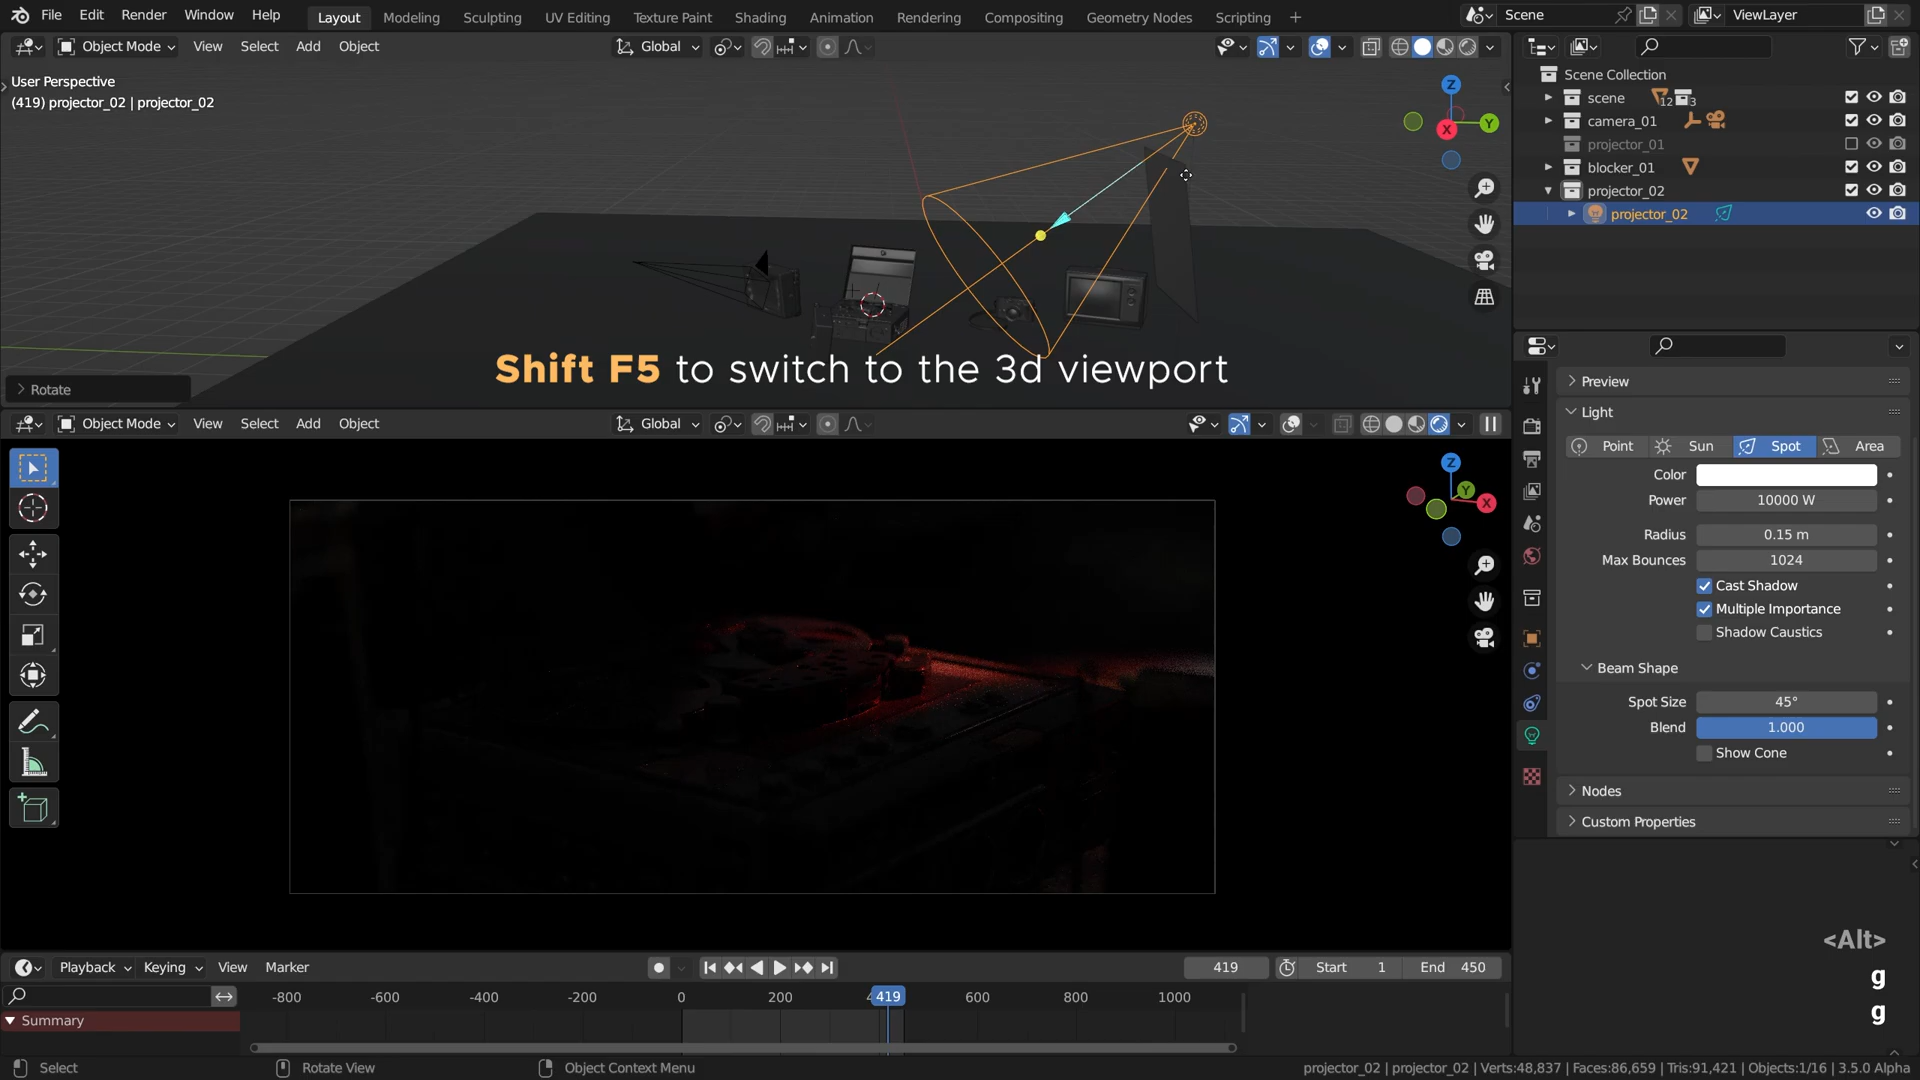 File Edit Render Window Help Layout Modeling Sculpting UV Editing Texture Paint Shading Animation Rendering Compositing Geometry Nodes Scripting + Scene ViewLayer
Object Mode View Select Add Object Global
User Perspective
(419) projector_02 | projector_02
Z
X Y
Shift F5 to switch to the 3d viewport
Rotate
Scene Collection
scene 12 3
camera_01
projector_01
blocker_01
projector_02
projector_02
Preview
Light
Point Sun Spot Area
Color
Power 10000 W
Radius 0.15 m
Max Bounces 1024
Cast Shadow
Multiple Importance
Shadow Caustics
Beam Shape
Spot Size 45°
Blend 1.000
Show Cone
Nodes
Custom Properties
Object Mode View Select Add Object Global
Z
Y
X
<Alt>
g
g
Playback Keying View Marker 419 Start 1 End 450
-800 -600 -400 -200 0 200 419 600 800 1000
Summary
Select Rotate View Object Context Menu projector_02 | projector_02 | Verts:48,837 | Faces:86,659 | Tris:91,421 | Objects:1/16 | 3.5.0 Alpha